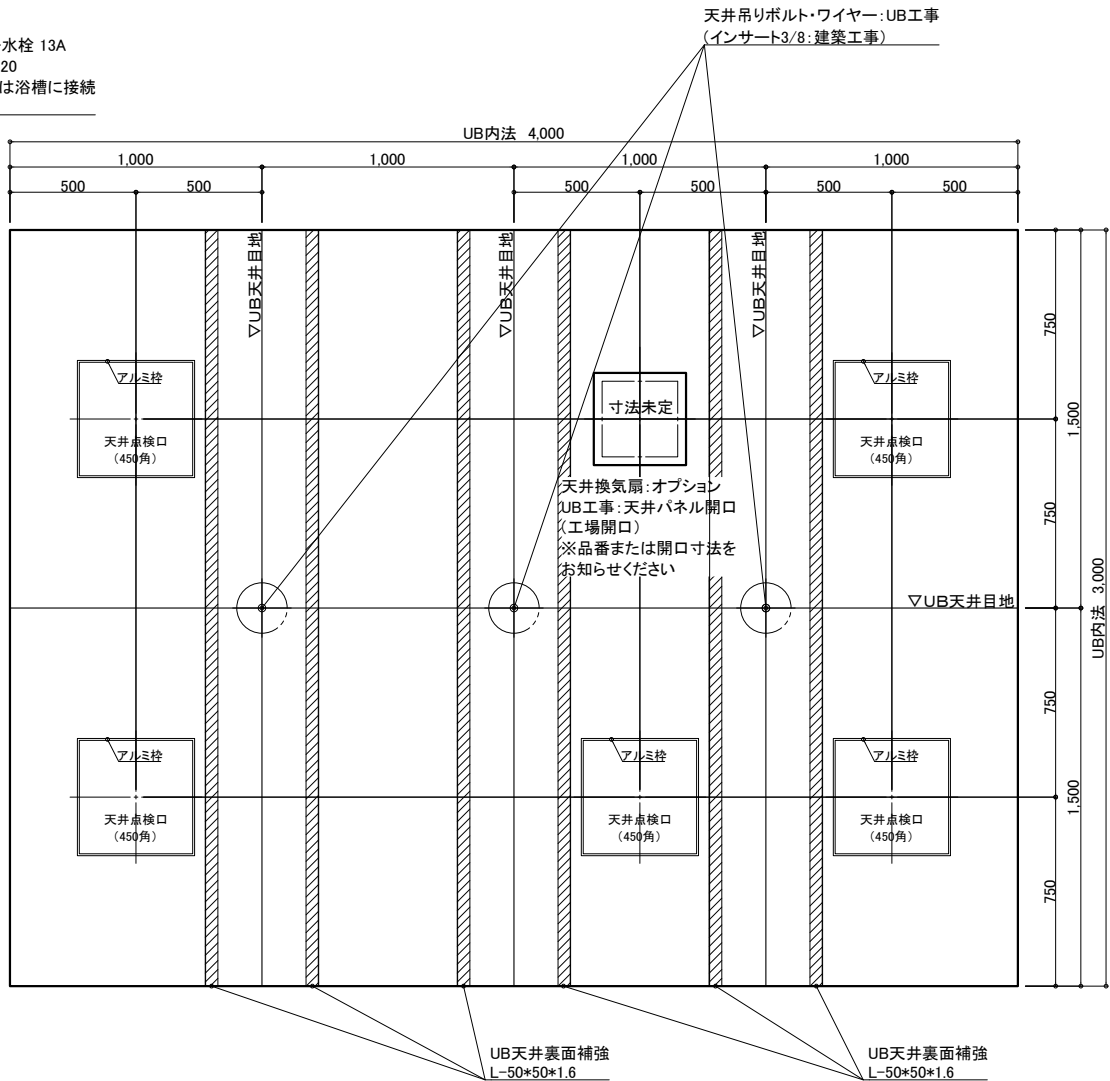 水栓 13A
20
は浴槽に接続
天井吊りボルト・ワイヤー:UB工事
(インサート3/8:建築工事)
UB内法 4,000
1,000
1,000
1,000
1,000
500
500
500
500
500
500
▽UB天井目地
▽UB天井目地
▽UB天井目地
アルミ枠
天井点検口
(450角)
寸法未定
アルミ枠
天井点検口
(450角)
天井換気扇:オプション
UB工事:天井パネル開口
(工場開口)
※品番または開口寸法を
お知らせください
▽UB天井目地
アルミ枠
天井点検口
(450角)
アルミ枠
天井点検口
(450角)
アルミ枠
天井点検口
(450角)
750
750
750
750
1,500
1,500
UB内法 3,000
UB天井裏面補強
L-50*50*1.6
UB天井裏面補強
L-50*50*1.6